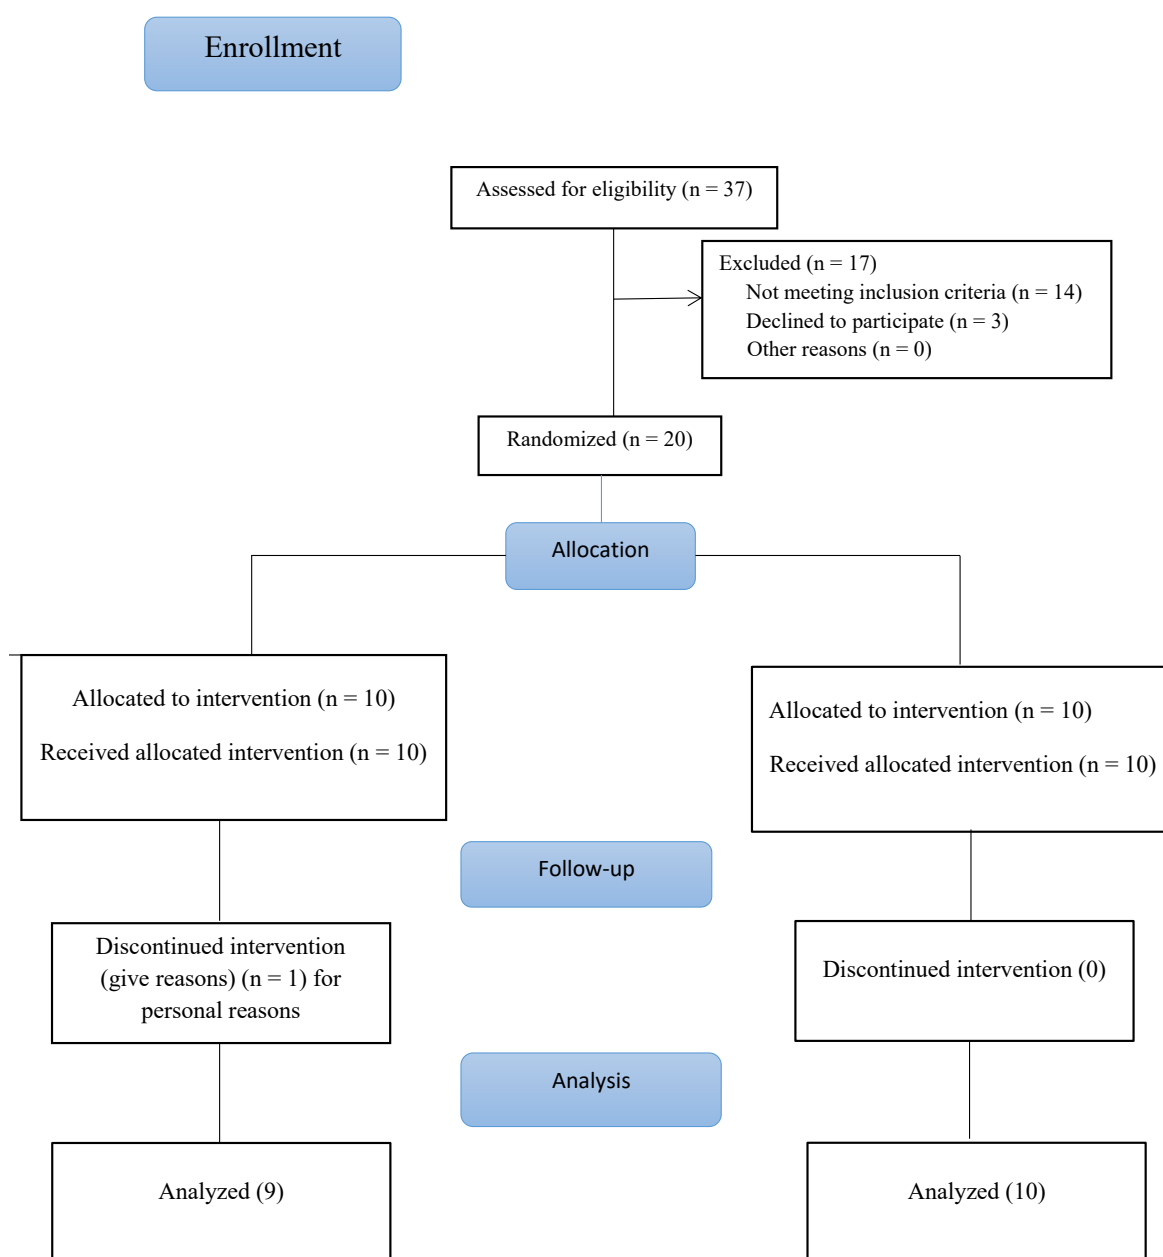 Enrollment
Assessed for eligibility (n = 37)
Excluded (n = 17)
Not meeting inclusion criteria (n = 14)
Declined to participate (n = 3)
Other reasons (n = 0)
Randomized (n = 20)
Allocation
Allocated to intervention (n = 10)
Received allocated intervention (n = 10)
Allocated to intervention (n = 10)
Received allocated intervention (n = 10)
Follow-up
Discontinued intervention
(give reasons) (n = 1) for
personal reasons
Discontinued intervention (0)
Analysis
Analyzed (9)
Analyzed (10)